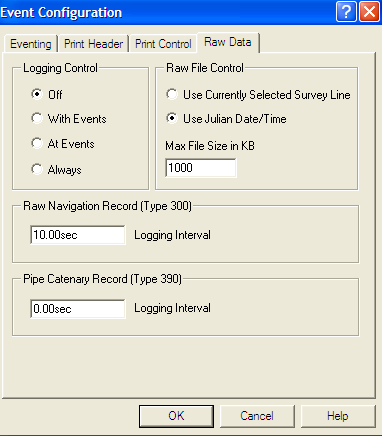 Event Configuration
Eventing Print Header Print Control Raw Data
Logging Control
Off
With Events
At Events
Always
Raw File Control
Use Currently Selected Survey Line
Use Julian Date/Time
Max File Size in KB
1000
Raw Navigation Record (Type 300)
10.00sec Logging Interval
Pipe Catenary Record (Type 390)
0.00sec Logging Interval
OK Cancel Help